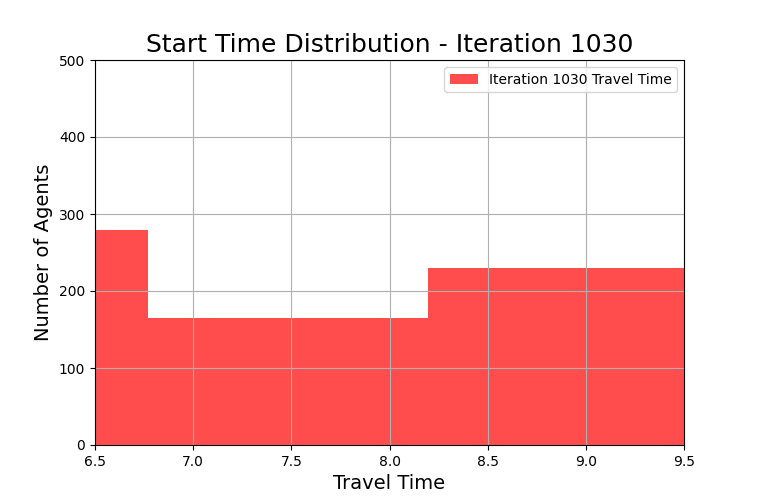 Start Time Distribution - Iteration 1030
Iteration 1030 Travel Time
Number of Agents
500
400
300
200
100
0
6.5 7.0 7.5 8.0 8.5 9.0 9.5
Travel Time